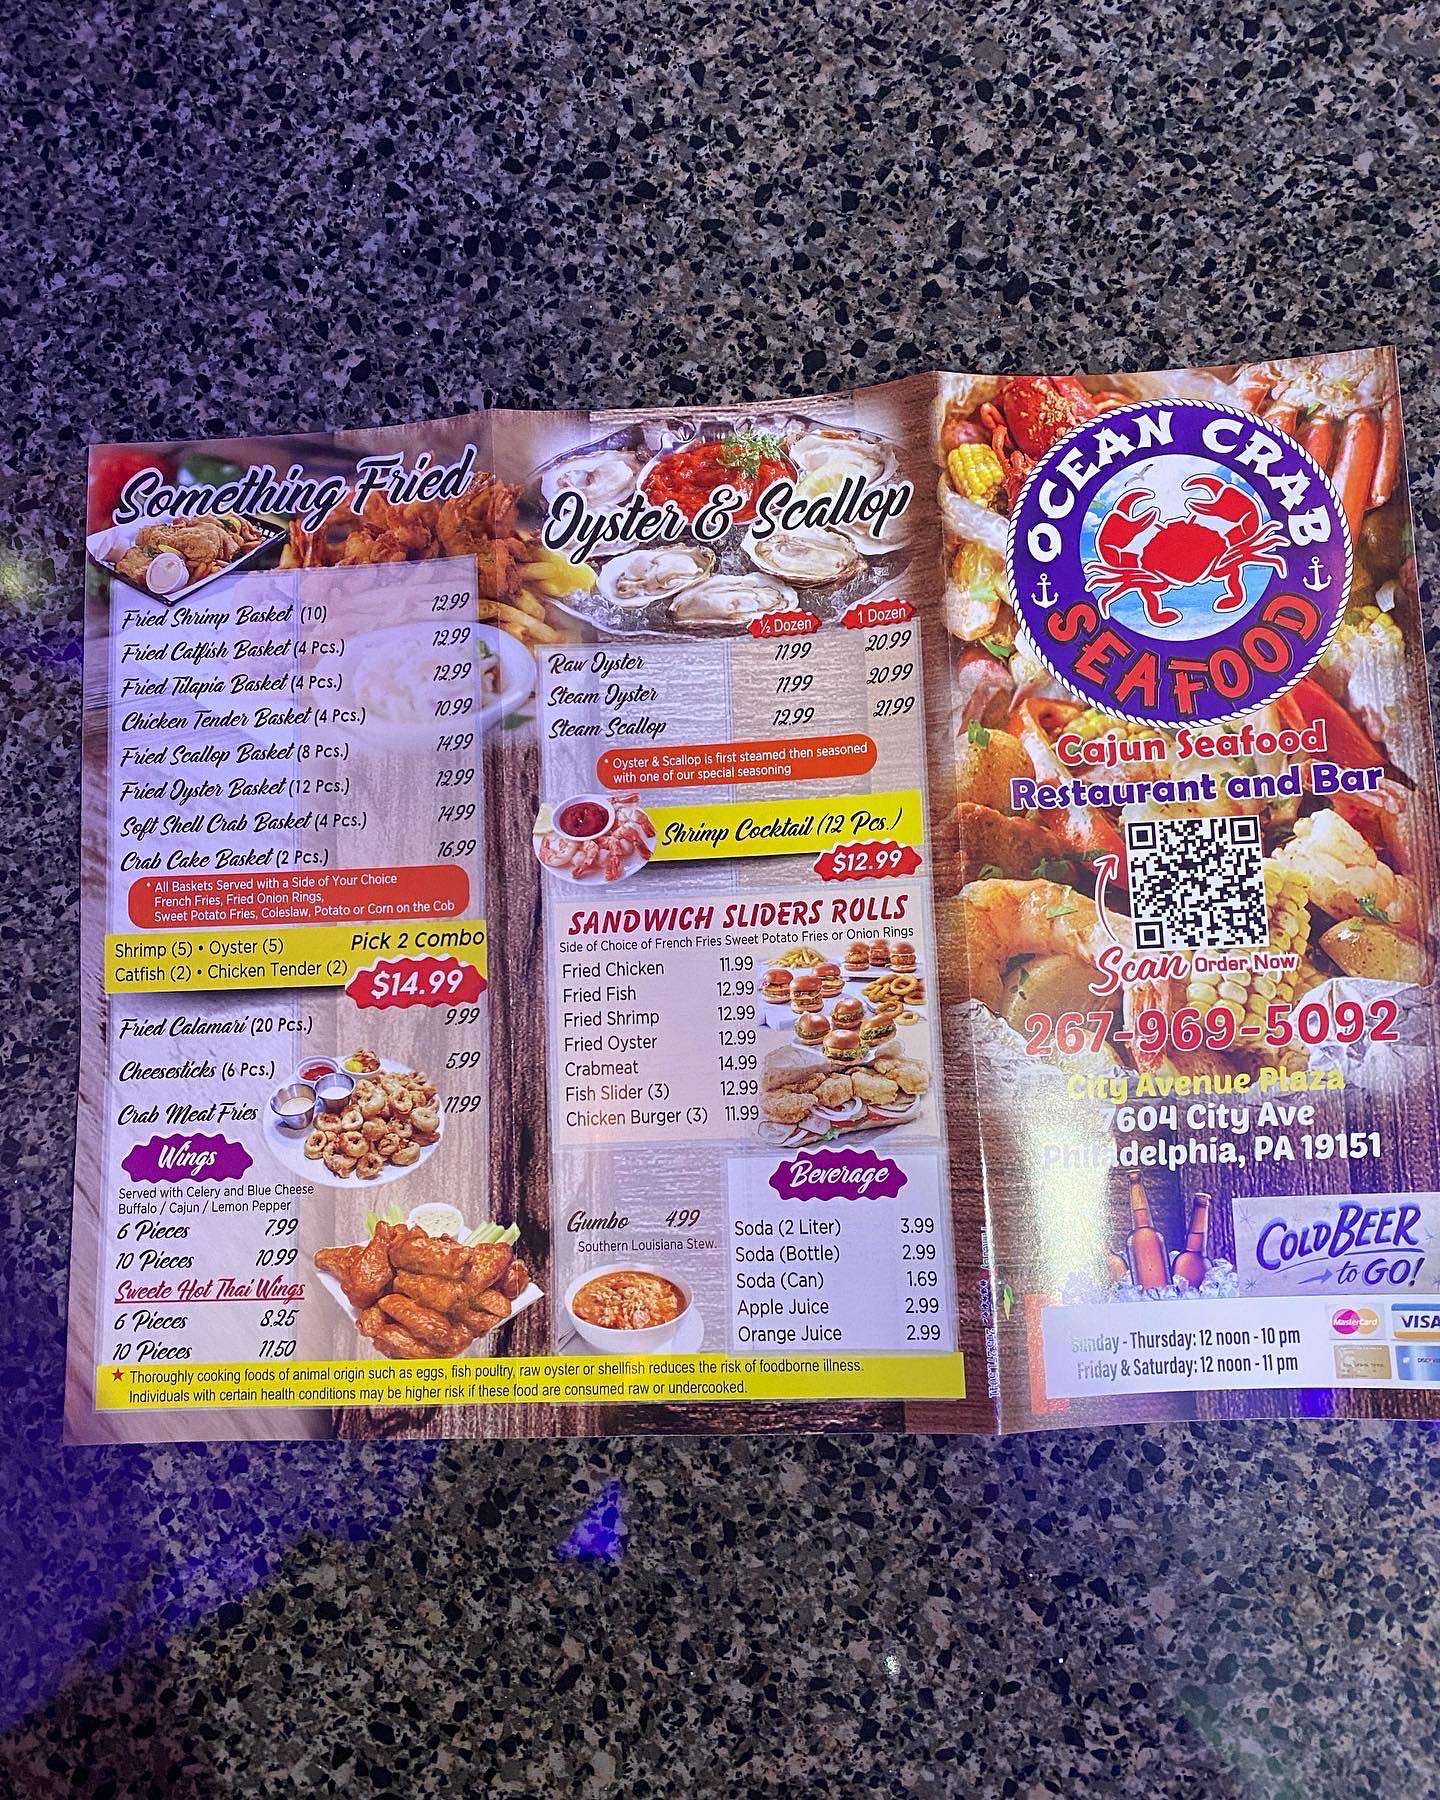 Something Fried
Fried Shrimp Basket (10) 12.99
Fried Catfish Basket (4 Pcs.) 12.99
Fried Tilapia Basket (4 Pcs.) 12.99
Chicken Tender Basket (4 Pcs.) 10.99
Fried Scallop Basket (8 Pcs.) 14.99
Fried Oyster Basket (12 Pcs.) 12.99
Soft Shell Crab Basket (4 Pcs.) 14.99
Crab Cake Basket (2 Pcs.) 16.99
* All Baskets Served with a Side of Your Choice
French Fries, Fried Onion Rings,
Sweet Potato Fries, Coleslaw, Potato or Corn on the Cob
Shrimp (5) • Oyster (5) Pick 2 Combo
Catfish (2) • Chicken Tender (2) $14.99
Fried Calamari (20 Pcs.) 9.99
Cheesesticks (6 Pcs.) 5.99
Crab Meat Fries 11.99
Wings
Served with Celery and Blue Cheese
Buffalo / Cajun / Lemon Pepper
6 Pieces 7.99
10 Pieces 10.99
Sweete Hot Thai Wings
6 Pieces 8.25
10 Pieces 11.50
Oyster & Scallop
½ Dozen 1 Dozen
Raw Oyster 11.99 20.99
Steam Oyster 11.99 20.99
Steam Scallop 12.99 21.99
* Oyster & Scallop is first steamed then seasoned
with one of our special seasoning
Shrimp Cocktail (12 Pcs.)
$12.99
SANDWICH SLIDERS ROLLS
Side of Choice of French Fries Sweet Potato Fries or Onion Rings
Fried Chicken 11.99
Fried Fish 12.99
Fried Shrimp 12.99
Fried Oyster 12.99
Crabmeat 14.99
Fish Slider (3) 12.99
Chicken Burger (3) 11.99
Gumbo 4.99
Southern Louisiana Stew.
Beverage
Soda (2 Liter) 3.99
Soda (Bottle) 2.99
Soda (Can) 1.69
Apple Juice 2.99
Orange Juice 2.99
★ Thoroughly cooking foods of animal origin such as eggs, fish poultry, raw oyster or shellfish reduces the risk of foodborne illness.
Individuals with certain health conditions may be higher risk if these food are consumed raw or undercooked.
OCEAN CRAB
SEAFOOD
Cajun Seafood
Restaurant and Bar
Scan Order Now
267-969-5092
City Avenue Plaza
7604 City Ave
Philadelphia, PA 19151
COLD BEER
to GO!
Sunday - Thursday: 12 noon - 10 pm
Friday & Saturday: 12 noon - 11 pm
MasterCard
VISA